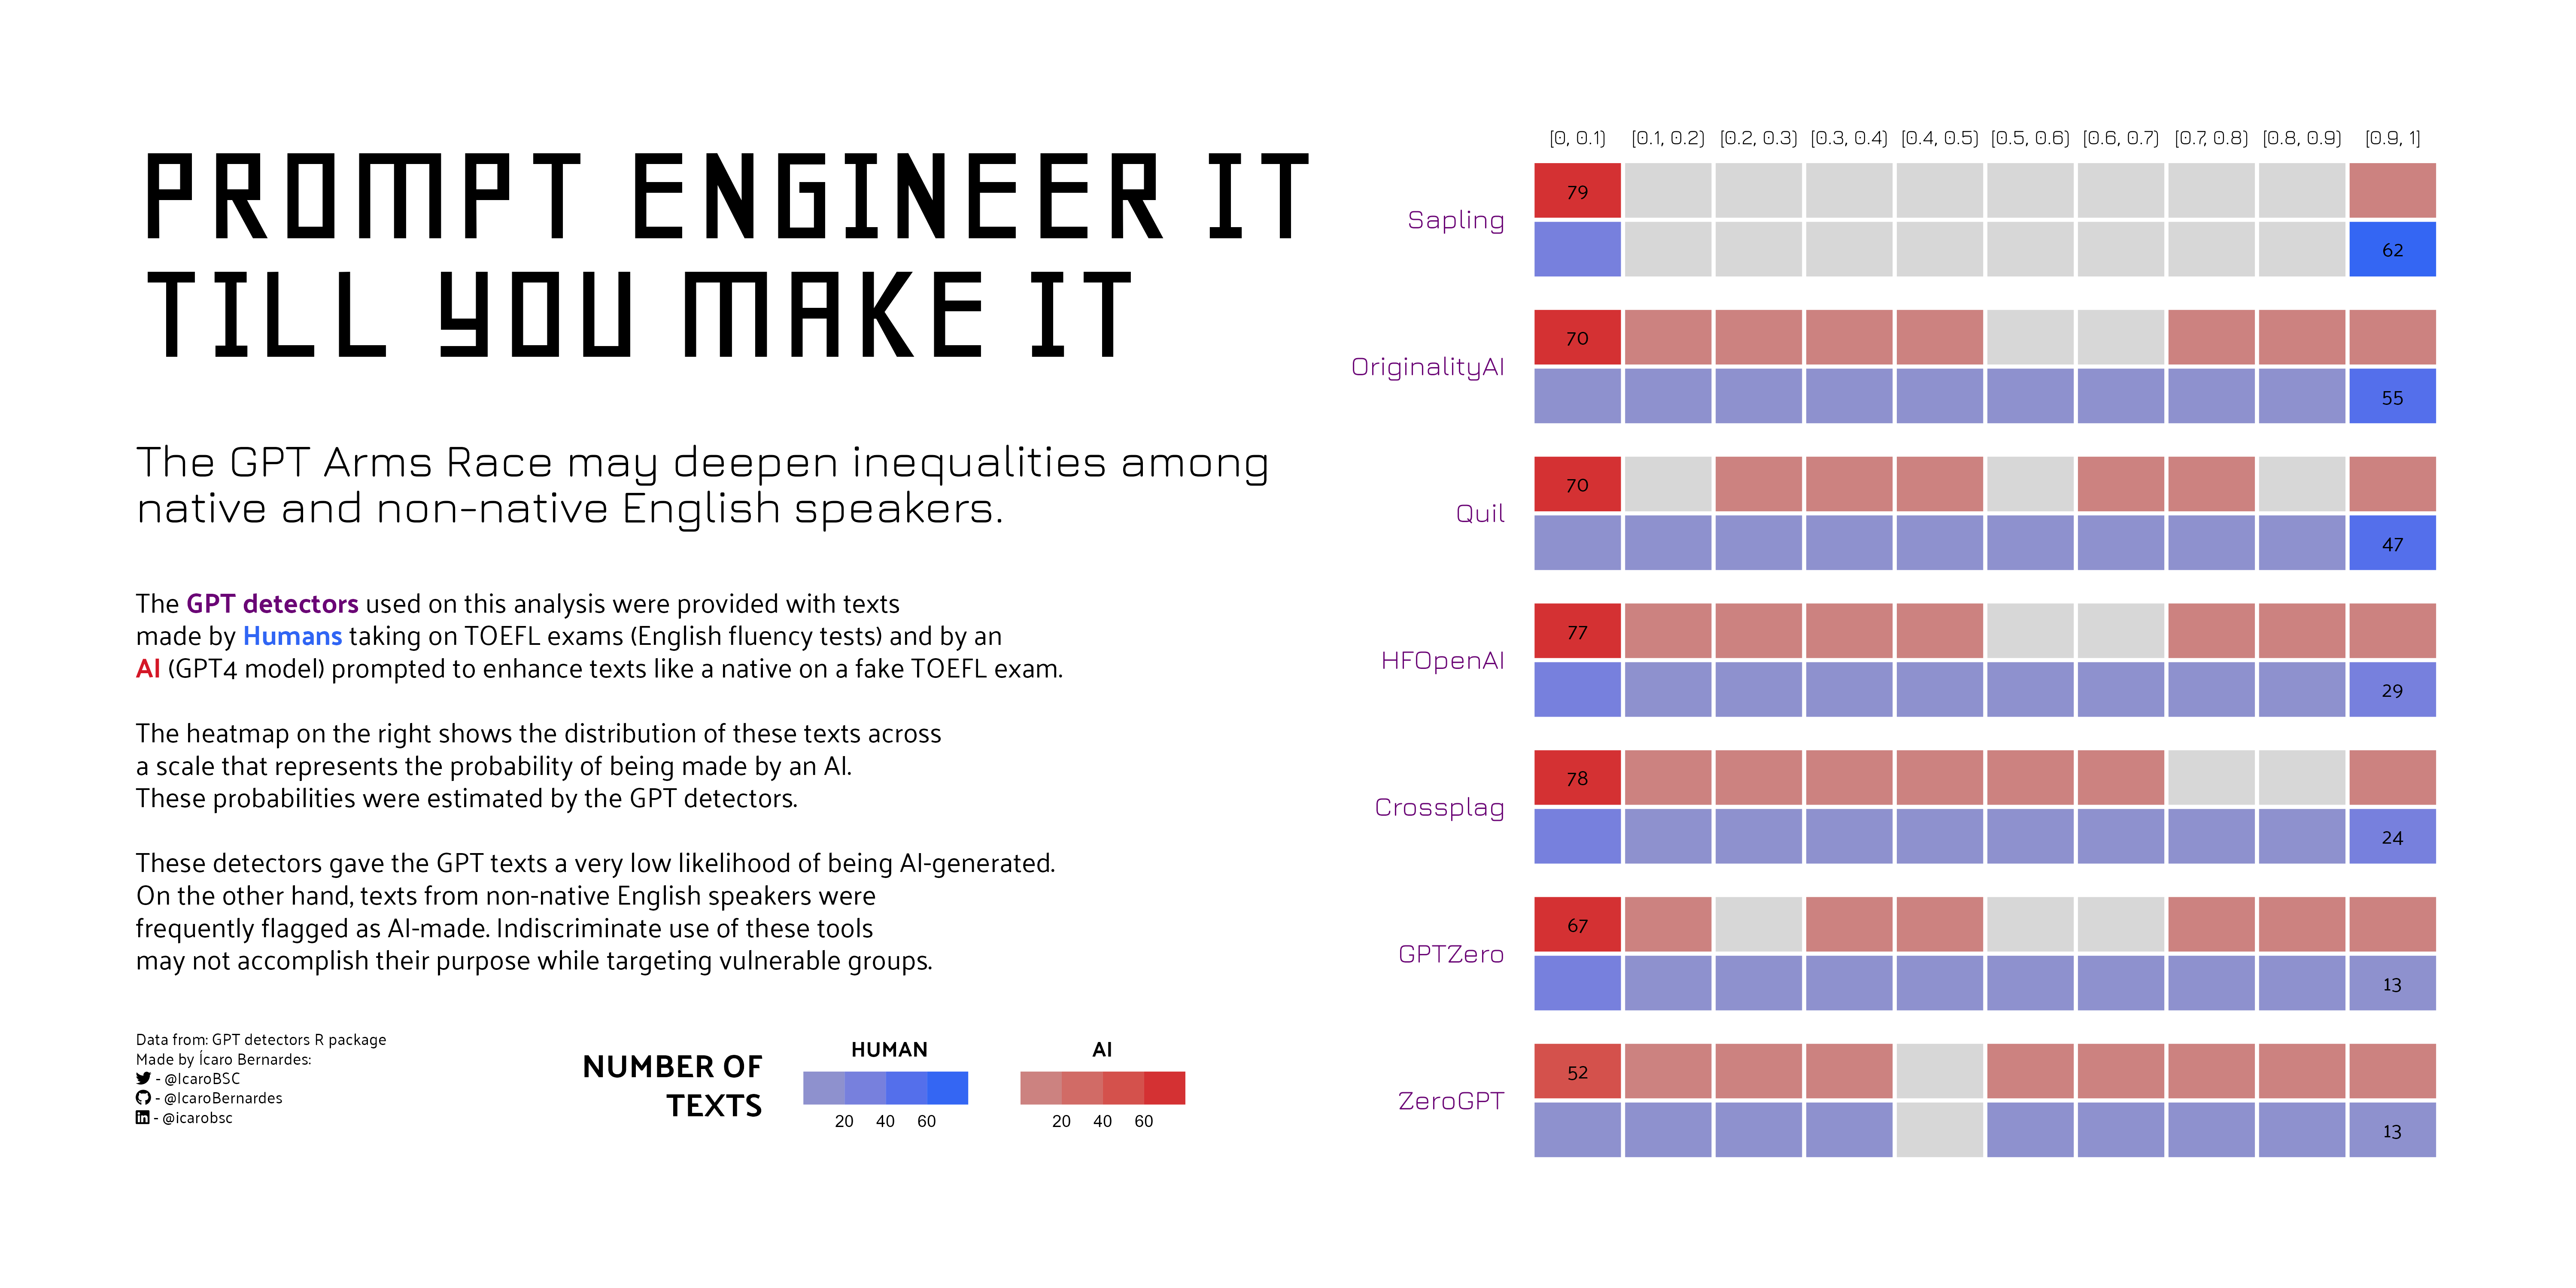 PROMPT ENGINEER IT
TILL YOU MAKE IT
The GPT Arms Race may deepen inequalities among
native and non-native English speakers.
The GPT detectors used on this analysis were provided with texts
made by Humans taking on TOEFL exams (English fluency tests) and by an
AI (GPT4 model) prompted to enhance texts like a native on a fake TOEFL exam.
The heatmap on the right shows the distribution of these texts across
a scale that represents the probability of being made by an AI.
These probabilities were estimated by the GPT detectors.
These detectors gave the GPT texts a very low likelihood of being AI-generated.
On the other hand, texts from non-native English speakers were
frequently flagged as AI-made. Indiscriminate use of these tools
may not accomplish their purpose while targeting vulnerable groups.
Data from: GPT detectors R package
Made by Ícaro Bernardes:
- @IcaroBSC
- @IcaroBernardes
- @icarobsc
NUMBER OF
TEXTS
HUMAN
20 40 60
AI
20 40 60
[0, 0.1) [0.1, 0.2) [0.2, 0.3) [0.3, 0.4) [0.4, 0.5) [0.5, 0.6) [0.6, 0.7) [0.7, 0.8) [0.8, 0.9) [0.9, 1]
Sapling
79
62
OriginalityAI
70
55
Quil
70
47
HFOpenAI
77
29
Crossplag
78
24
GPTZero
67
13
ZeroGPT
52
13